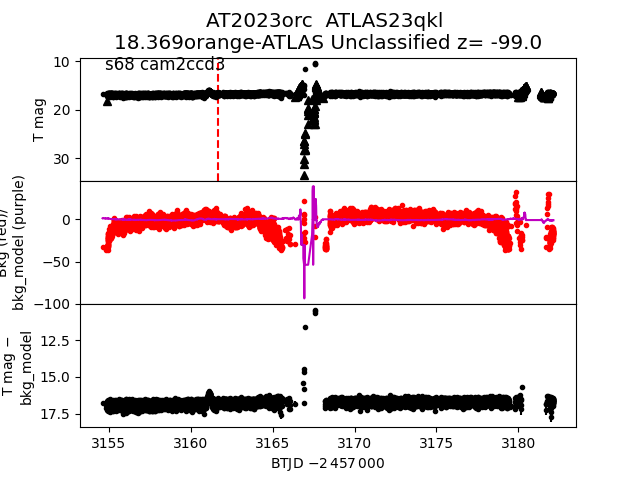 AT2023orc ATLAS23qkl
18.369orange-ATLAS Unclassified z= -99.0
s68 cam2ccd3
10
20
30
T mag
0
−50
−100
Bkg (red)/
bkg_model (purple)
12.5
15.0
17.5
T mag −
bkg_model
3155 3160 3165 3170 3175 3180
BTJD −2 457 000